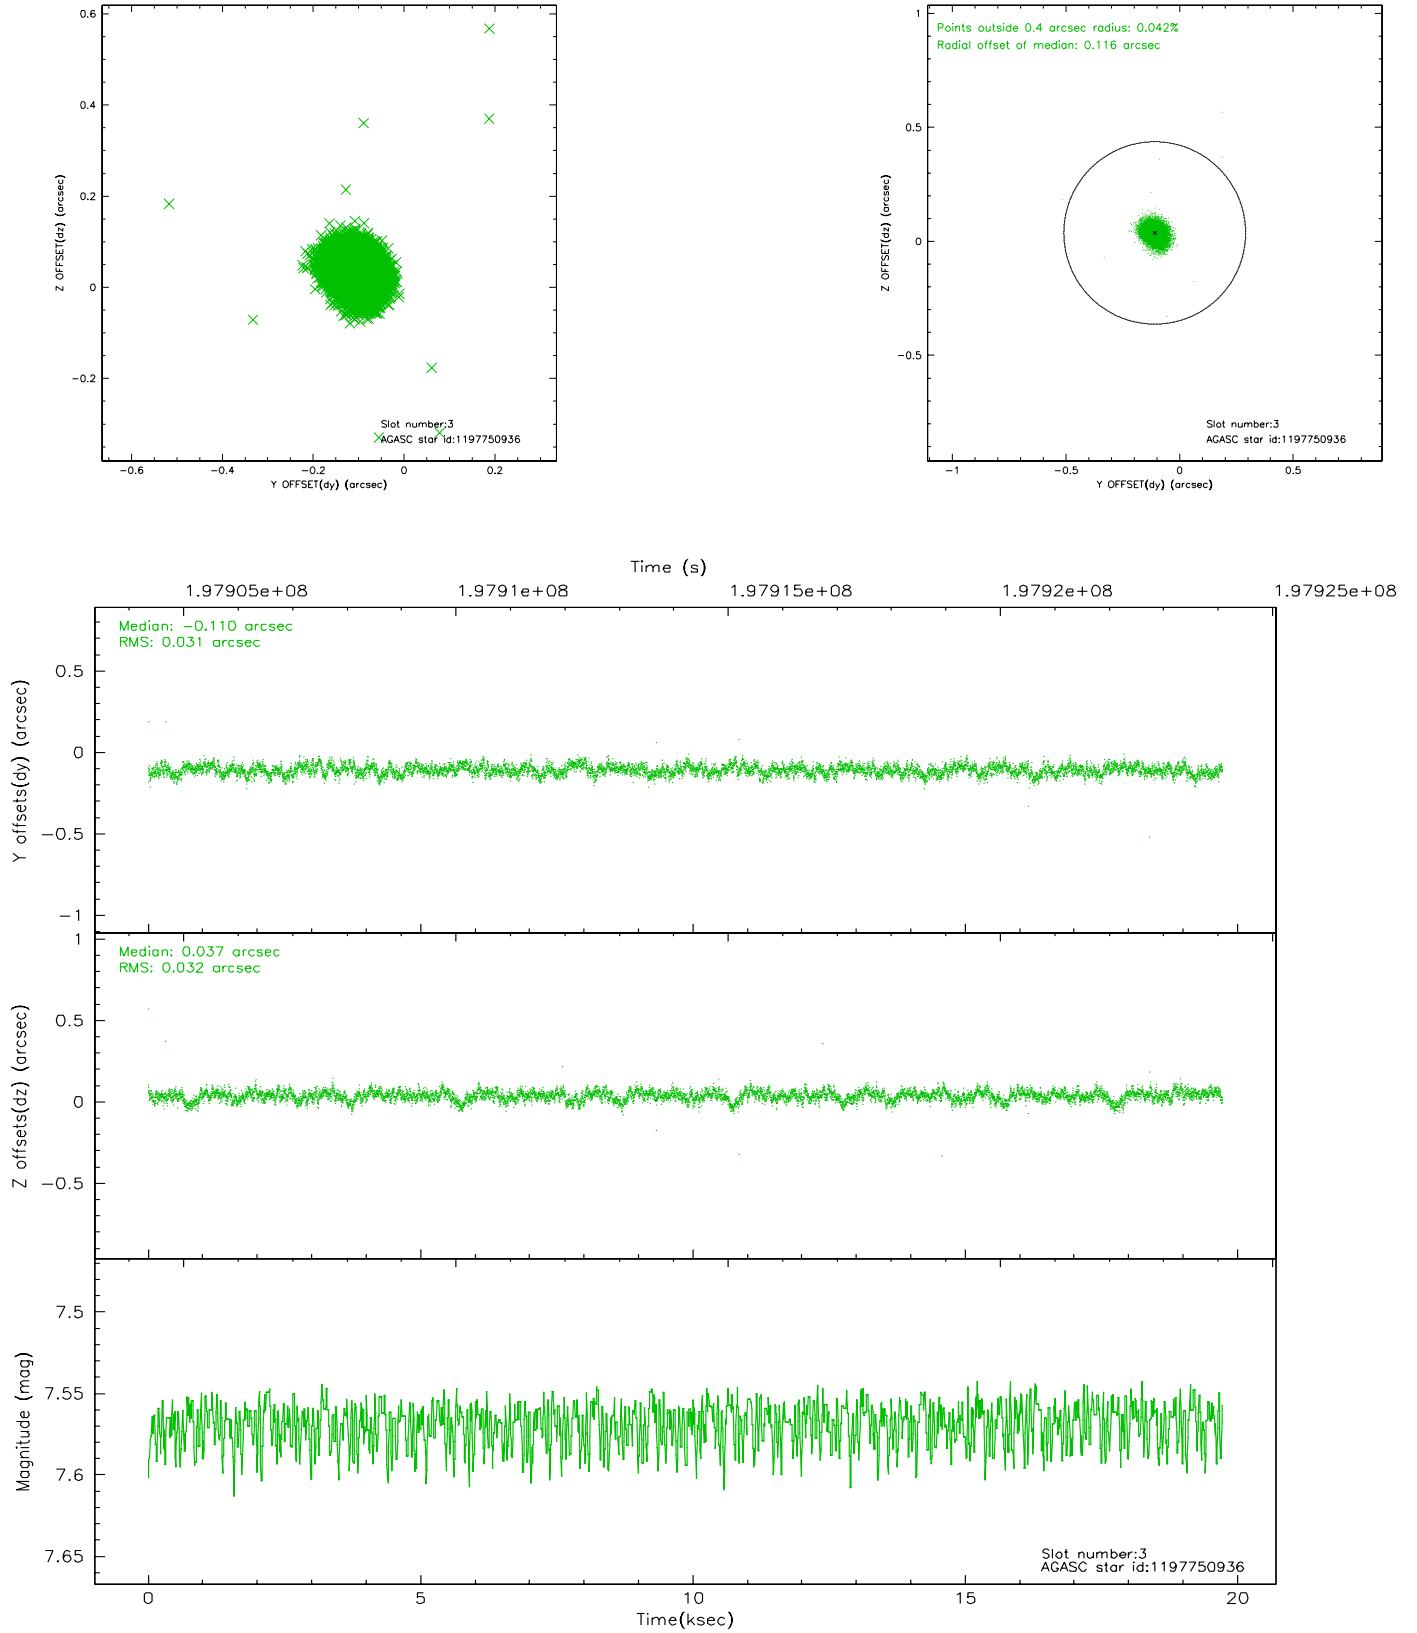 0.6
0.4
0.2
0
−0.2
Z OFFSET(dz) (arcsec)
−0.6
−0.4
−0.2
0
0.2
Y OFFSET(dy) (arcsec)
Slot number:3
AGASC star id:1197750936
1
0.5
0
−0.5
Z OFFSET(dz) (arcsec)
Points outside 0.4 arcsec radius: 0.042%
Radial offset of median: 0.116 arcsec
Slot number:3
AGASC star id:1197750936
−1
−0.5
0
0.5
Y OFFSET(dy) (arcsec)
Time (s)
1.97905e+08
1.9791e+08
1.97915e+08
1.9792e+08
1.97925e+08
Median: −0.110 arcsec
RMS: 0.031 arcsec
0.5
0
−0.5
−1
Y offsets(dy) (arcsec)
Median: 0.037 arcsec
RMS: 0.032 arcsec
1
0.5
0
−0.5
Z offsets(dz) (arcsec)
7.5
7.55
7.6
7.65
Magnitude (mag)
Slot number:3
AGASC star id:1197750936
0
5
10
15
20
Time(ksec)